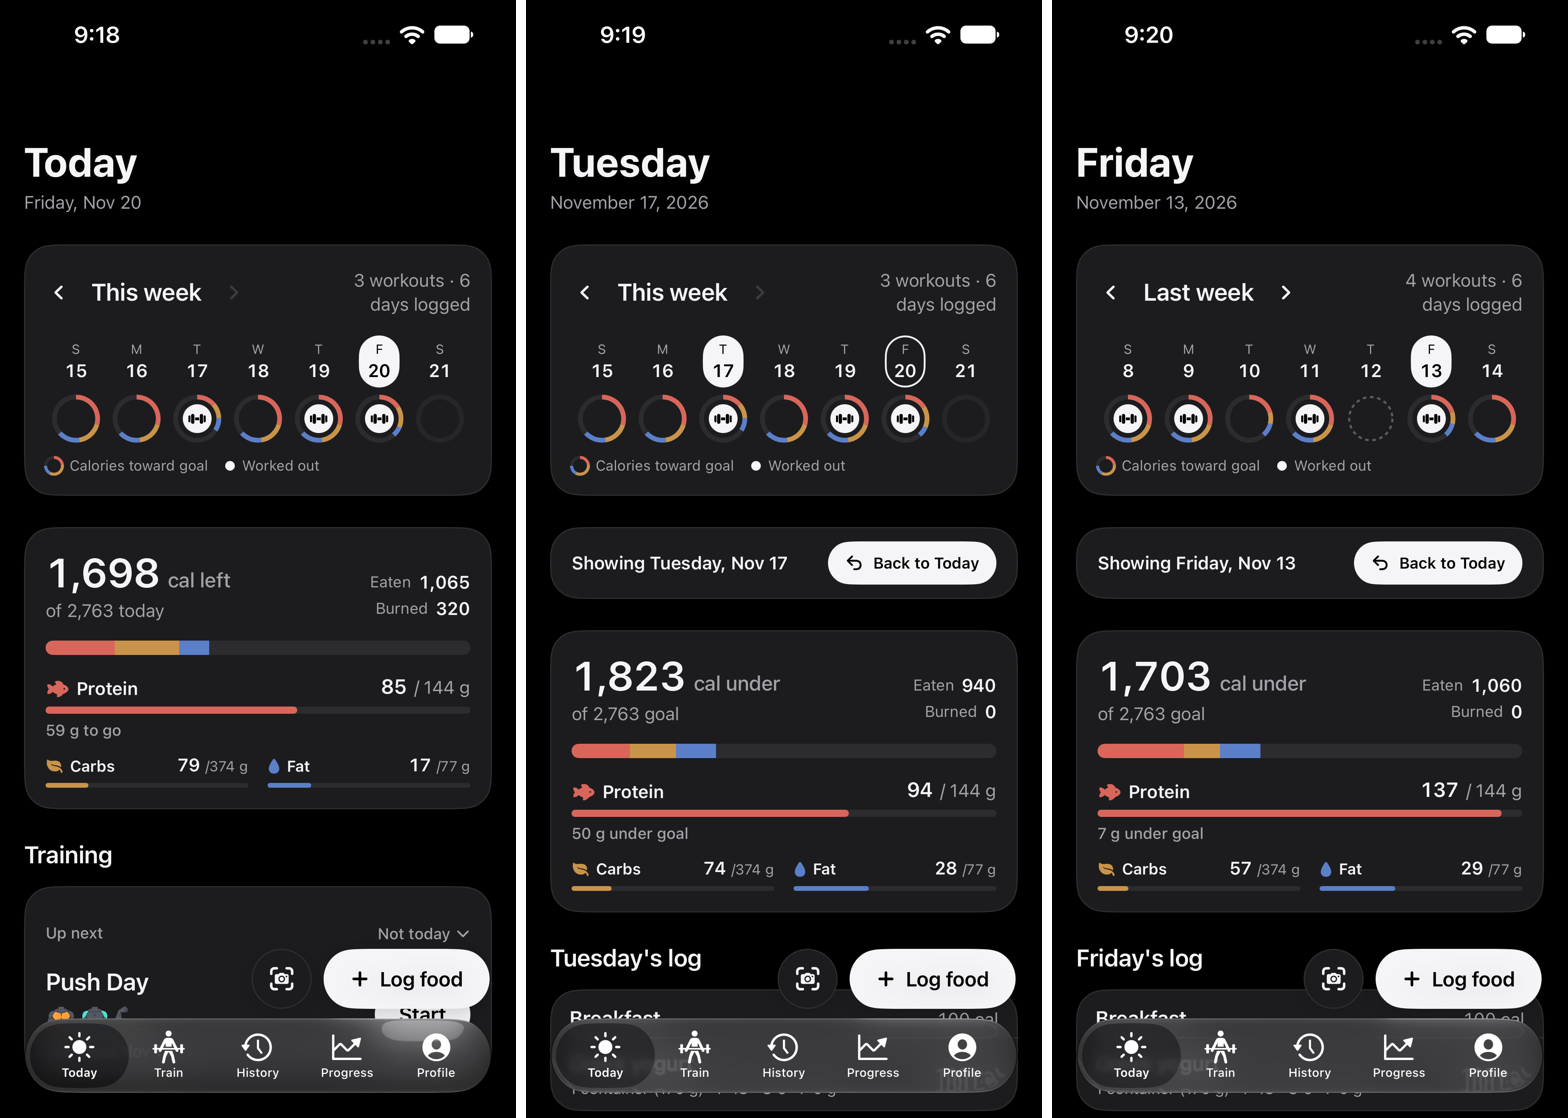 9:18
Today
Friday, Nov 20
This week
3 workouts · 6
days logged
S M T W T F S
15 16 17 18 19 20 21
Calories toward goal Worked out
1,698 cal left
Eaten 1,065
of 2,763 today
Burned 320
Protein 85 / 144 g
59 g to go
Carbs 79 /374 g Fat 17 /77 g
Training
Up next Not today
Push Day
+ Log food
Start
Today Train History Progress Profile
9:19
Tuesday
November 17, 2026
This week
3 workouts · 6
days logged
S M T W T F S
15 16 17 18 19 20 21
Calories toward goal Worked out
Showing Tuesday, Nov 17 Back to Today
1,823 cal under
Eaten 940
of 2,763 goal
Burned 0
Protein 94 / 144 g
50 g under goal
Carbs 74 /374 g Fat 28 /77 g
Tuesday's log
+ Log food
Breakfast 100 cal
Today Train History Progress Profile
9:20
Friday
November 13, 2026
Last week
4 workouts · 6
days logged
S M T W T F S
8 9 10 11 12 13 14
Calories toward goal Worked out
Showing Friday, Nov 13 Back to Today
1,703 cal under
Eaten 1,060
of 2,763 goal
Burned 0
Protein 137 / 144 g
7 g under goal
Carbs 57 /374 g Fat 29 /77 g
Friday's log
+ Log food
Breakfast 100 cal
Today Train History Progress Profile